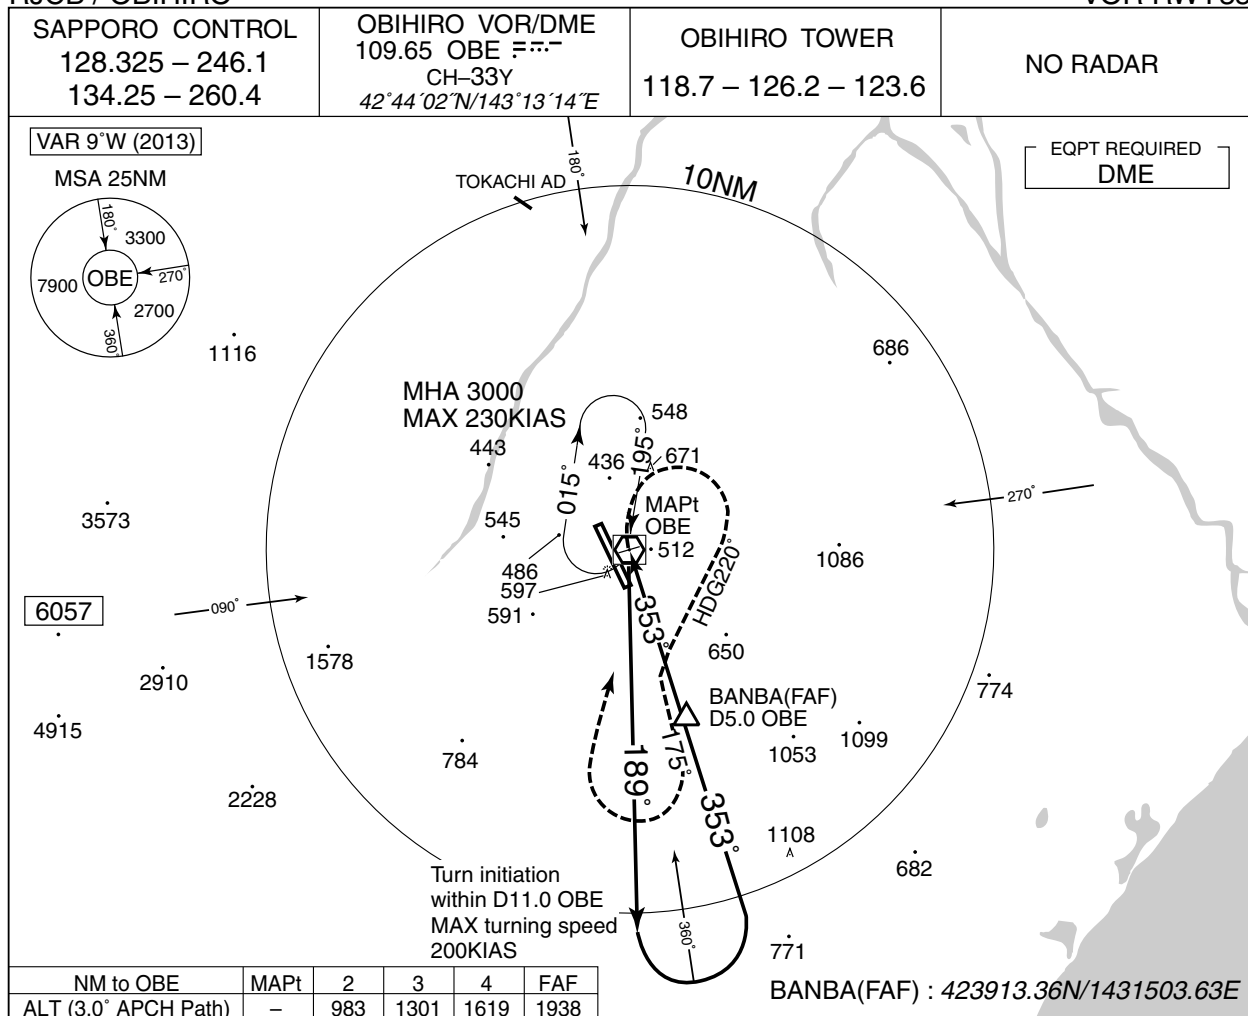 SAPPORO CONTROL
128.325 – 246.1
134.25 – 260.4
OBIHIRO VOR/DME
109.65 OBE
CH–33Y
42°44´02˝N/143°13´14˝E
OBIHIRO TOWER
118.7 – 126.2 – 123.6
NO RADAR
VAR 9°W (2013)
MSA 25NM
180°
3300
OBE
270°
7900
2700
360°
EQPT REQUIRED
DME
180°
TOKACHI AD
10NM
1116
686
MHA 3000
MAX 230KIAS
548
443
436
195°
671
015°
MAPt
OBE
270°
3573
545
512
486
1086
597
HDG220°
591
6057
090°
353°
650
1578
2910
774
BANBA(FAF)
D5.0 OBE
4915
1099
1053
784
175°
189°
2228
353°
1108
682
Turn initiation
within D11.0 OBE
MAX turning speed
200KIAS
360°
771
NM to OBE MAPt 2 3 4 FAF
ALT (3.0° APCH Path) – 983 1301 1619 1938
BANBA(FAF) : 423913.36N/1431503.63E